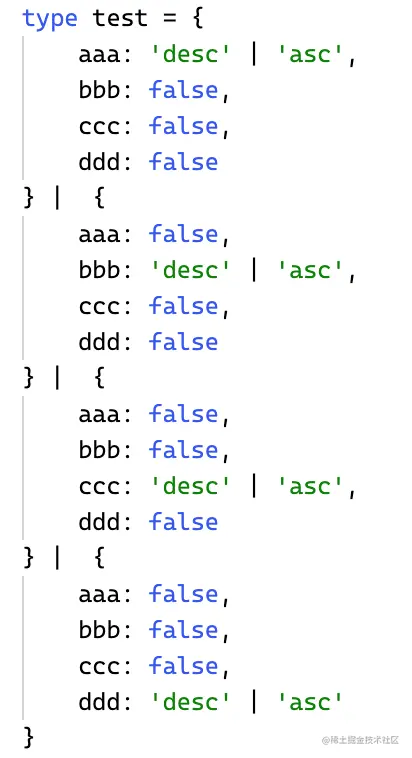 type test = {
    aaa: 'desc' | 'asc',
    bbb: false,
    ccc: false,
    ddd: false
} |  {
    aaa: false,
    bbb: 'desc' | 'asc',
    ccc: false,
    ddd: false
} |  {
    aaa: false,
    bbb: false,
    ccc: 'desc' | 'asc',
    ddd: false
} |  {
    aaa: false,
    bbb: false,
    ccc: false,
    ddd: 'desc' | 'asc'
}
@稀土掘金技术社区